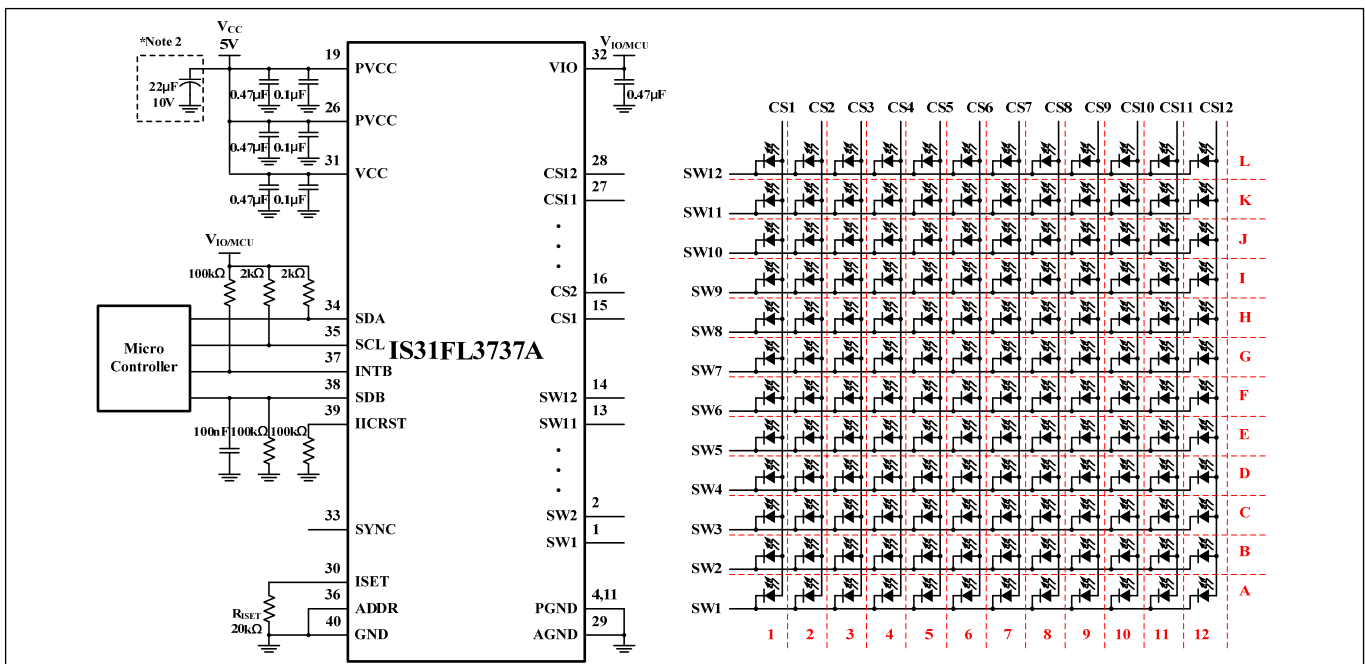 *Note 2
VCC
5V
22μF
10V
0.47μF 0.1μF
0.47μF 0.1μF
0.47μF 0.1μF
19 PVCC
26 PVCC
31 VCC
VIO/MCU
100kΩ 2kΩ 2kΩ
Micro
Controller
34 SDA
35 SCL
37 INTB
38 SDB
39 IICRST
100nF 100kΩ 100kΩ
33 SYNC
30 ISET
36 ADDR
40 GND
RISET
20kΩ
IS31FL3737A
VIO 32
VIO/MCU
0.47μF
CS12 28
CS11 27
CS2 16
CS1 15
SW12 14
SW11 13
SW2 2
SW1 1
PGND 4,11
AGND 29
CS1 CS2 CS3 CS4 CS5 CS6 CS7 CS8 CS9 CS10 CS11 CS12
SW12 L
SW11 K
SW10 J
SW9 I
SW8 H
SW7 G
SW6 F
SW5 E
SW4 D
SW3 C
SW2 B
SW1 A
1 2 3 4 5 6 7 8 9 10 11 12